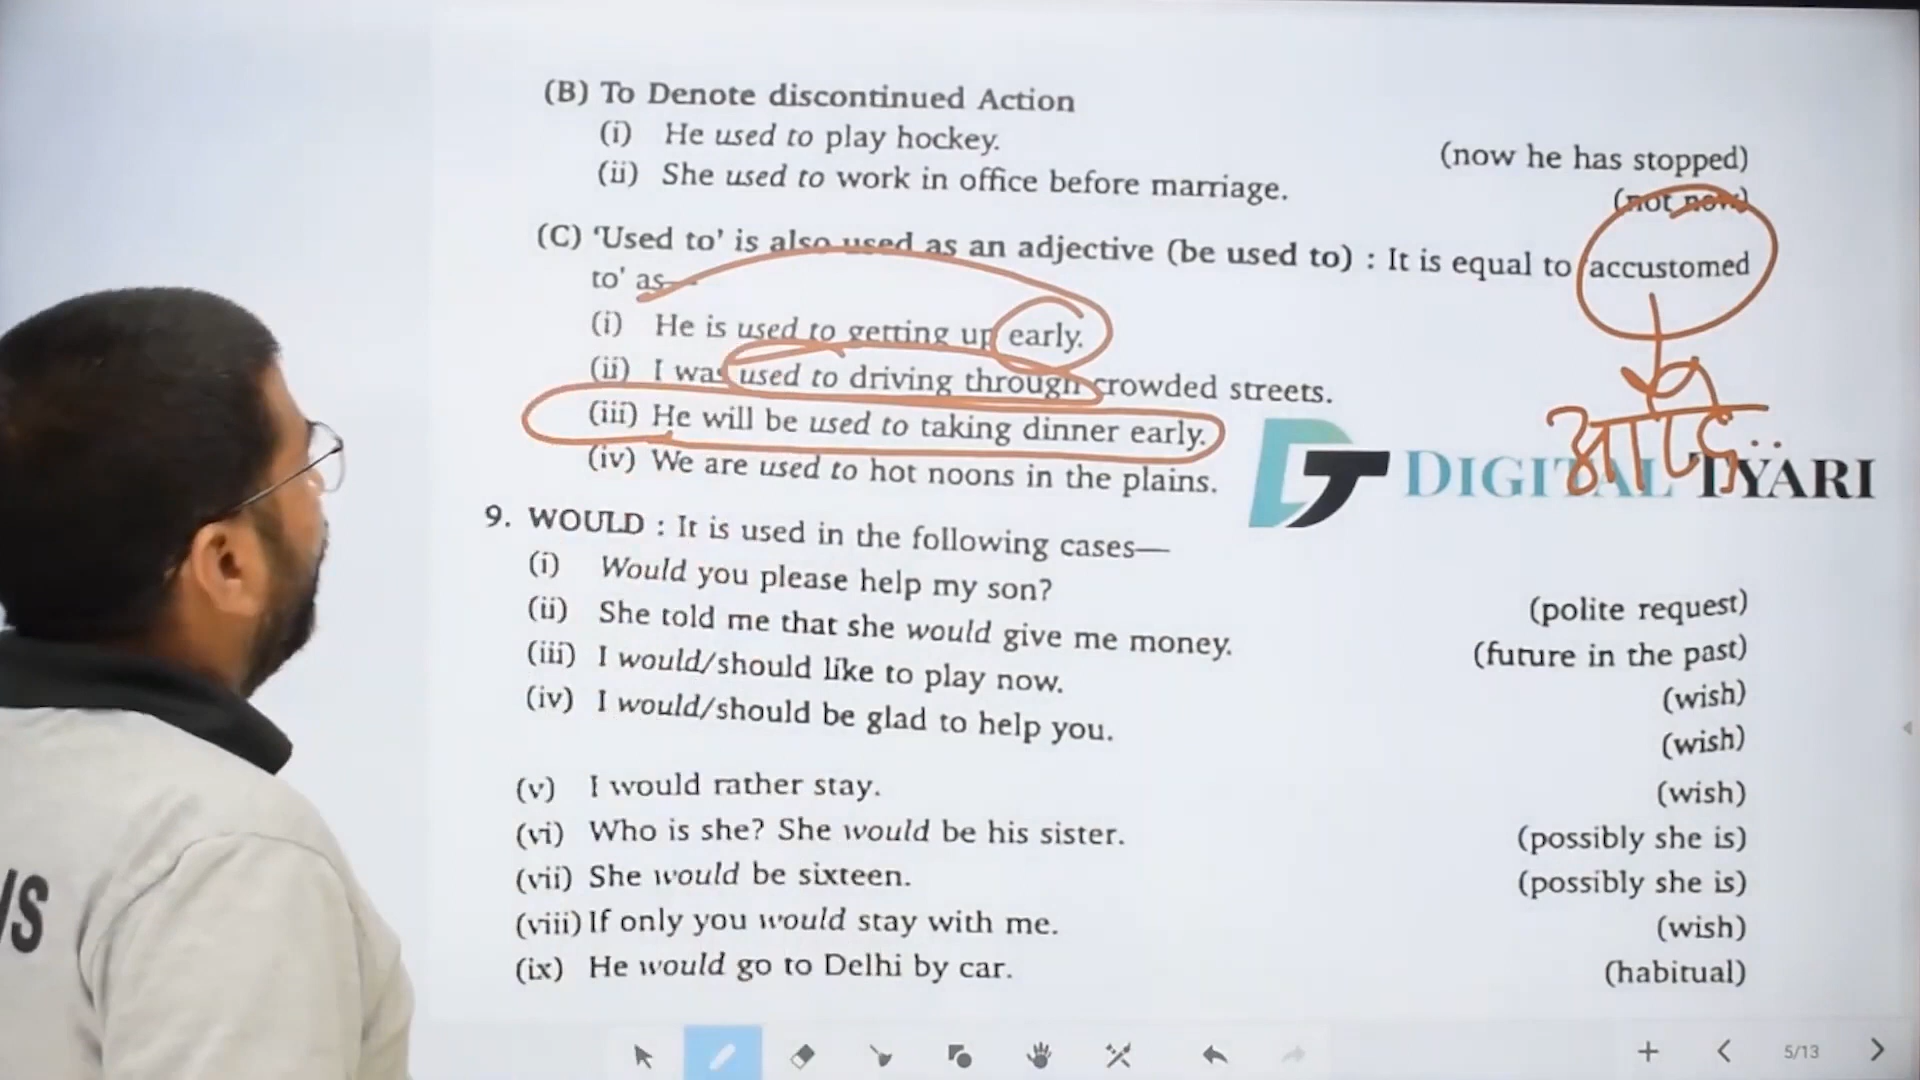 (B) To Denote discontinued Action
(i) He used to play hockey. (now he has stopped)
(ii) She used to work in office before marriage. (not now)
(C) ‘Used to’ is also used as an adjective (be used to) : It is equal to accustomed
to' as—
(i) He is used to getting up early.
(ii) I was used to driving through crowded streets.
(iii) He will be used to taking dinner early.
(iv) We are used to hot noons in the plains.
आदी
DIGITAL TYARI
9. WOULD : It is used in the following cases—
(i) Would you please help my son? (polite request)
(ii) She told me that she would give me money. (future in the past)
(iii) I would/should like to play now. (wish)
(iv) I would/should be glad to help you. (wish)
(v) I would rather stay. (wish)
(vi) Who is she? She would be his sister. (possibly she is)
(vii) She would be sixteen. (possibly she is)
(viii) If only you would stay with me. (wish)
(ix) He would go to Delhi by car. (habitual)
5/13